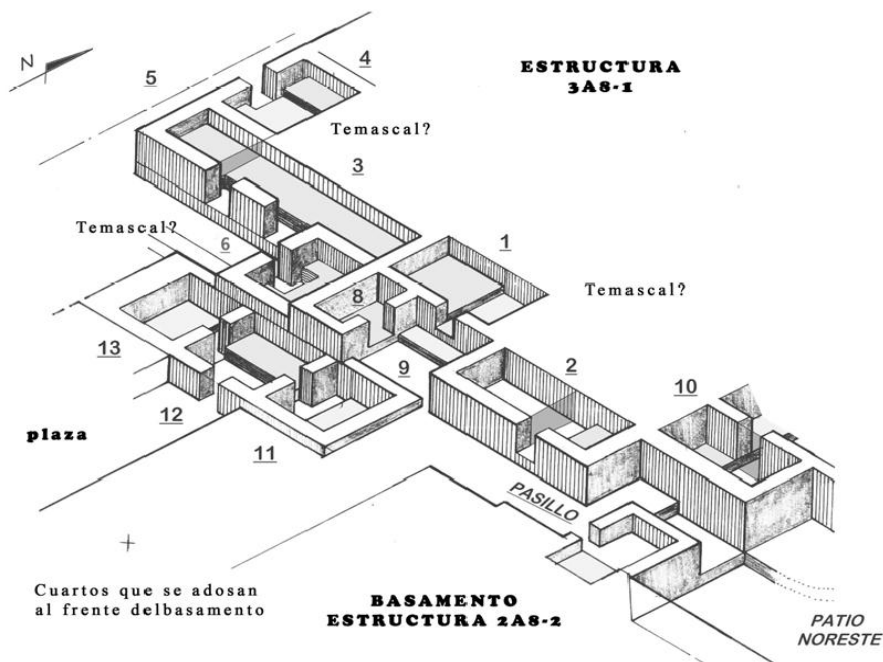 N
5
4
ESTRUCTURA
3A8-1
Temascal?
3
Temascal?
6
1
8
Temascal?
13
9
2
10
12
plaza
11
PASILLO
Cuartos que se adosan
al frente delbasamento
BASAMENTO
ESTRUCTURA 2A8-2
PATIO
NORESTE